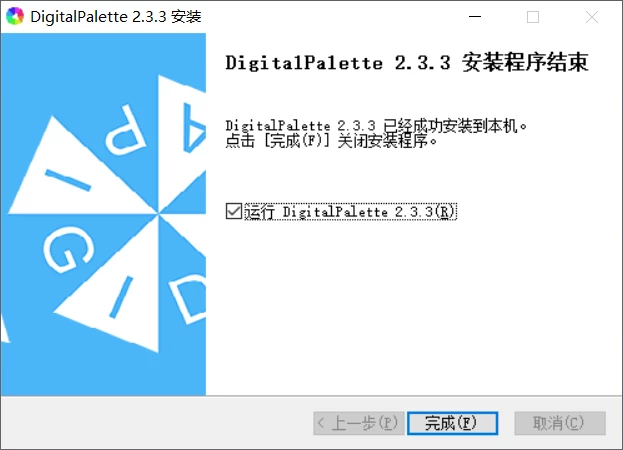 DigitalPalette 2.3.3 安装
DigitalPalette 2.3.3 安装程序结束
DigitalPalette 2.3.3 已经成功安装到本机。
点击 [完成(F)] 关闭安装程序。
运行 DigitalPalette 2.3.3(R)
A
P
I
G
I
D
< 上一步(P)
完成(F)
取消(C)